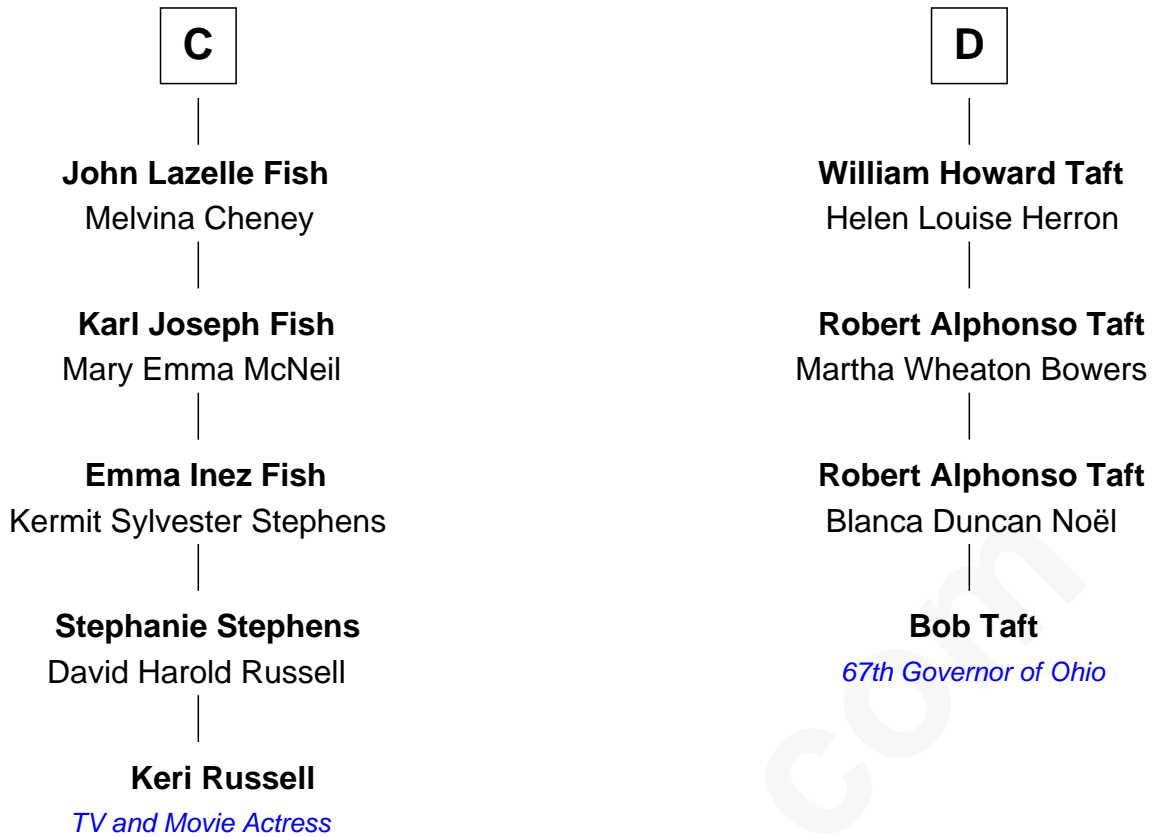 C
John Lazelle Fish
Melvina Cheney
Karl Joseph Fish
Mary Emma McNeil
Emma Inez Fish
Kermit Sylvester Stephens
Stephanie Stephens
David Harold Russell
Keri Russell
TV and Movie Actress
D
William Howard Taft
Helen Louise Herron
Robert Alphonso Taft
Martha Wheaton Bowers
Robert Alphonso Taft
Blanca Duncan Noël
Bob Taft
67th Governor of Ohio
com